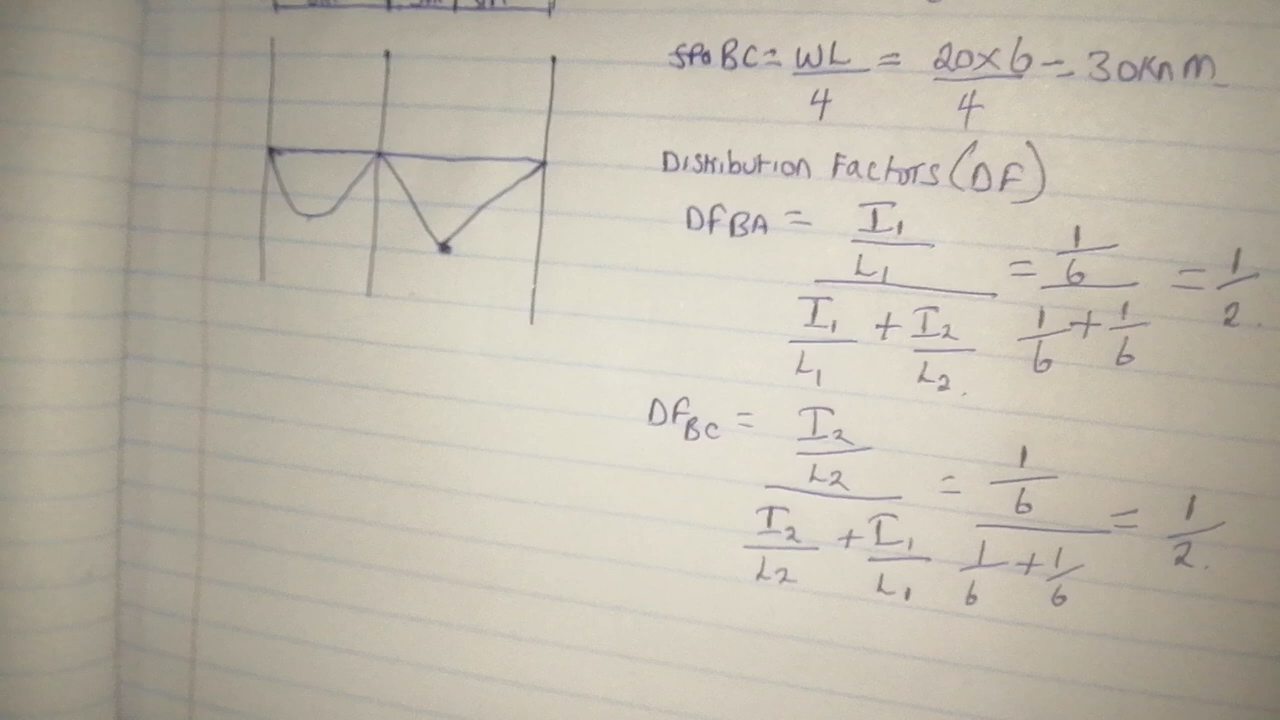 SPAN BC = WL/4 = 20×6/4 = 30KNM
Distribution Factors (DF)
DFBA = I₁/L₁ / I₁/L₁ + I₂/L₂. = 1/6 / 1/6 + 1/6 = 1/2.
DFBC = I₂/L₂ / I₂/L₂ + I₁/L₁ = 1/6 / 1/6 + 1/6 = 1/2.